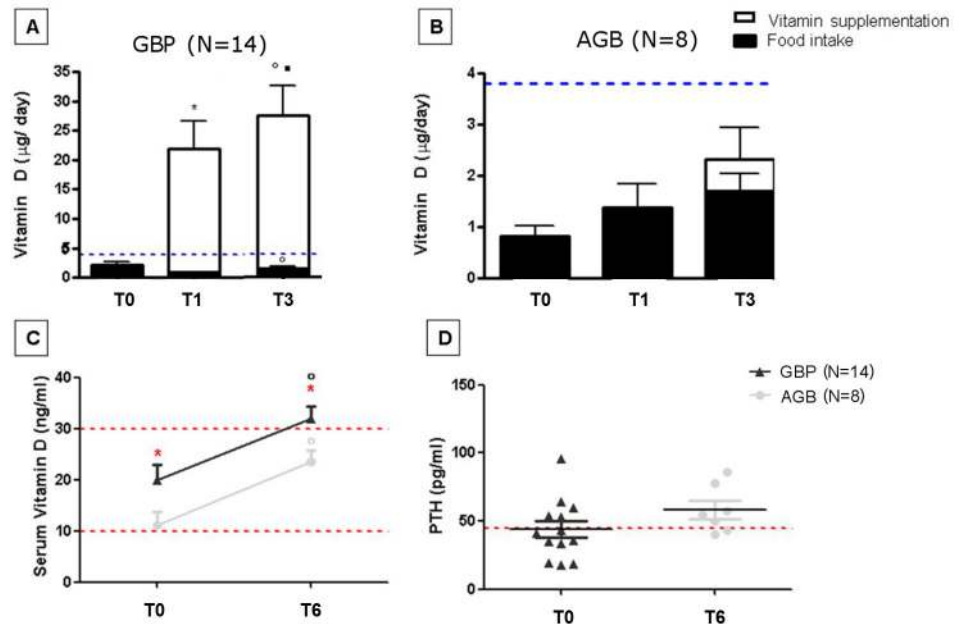 A
GBP (N=14)
Vitamin D (μg/ day)
35
30
25
20
15
10
5
0
*
° ▪
°
T0 T1 T3
B
AGB (N=8)
Vitamin supplementation
Food intake
Vitamin D (μg/day)
4
3
2
1
0
T0 T1 T3
C
Serum Vitamin D (ng/ml)
40
30
20
10
0
*
°
*
°
T0 T6
D
GBP (N=14)
AGB (N=8)
PTH (pg/ml)
150
100
50
0
T0 T6